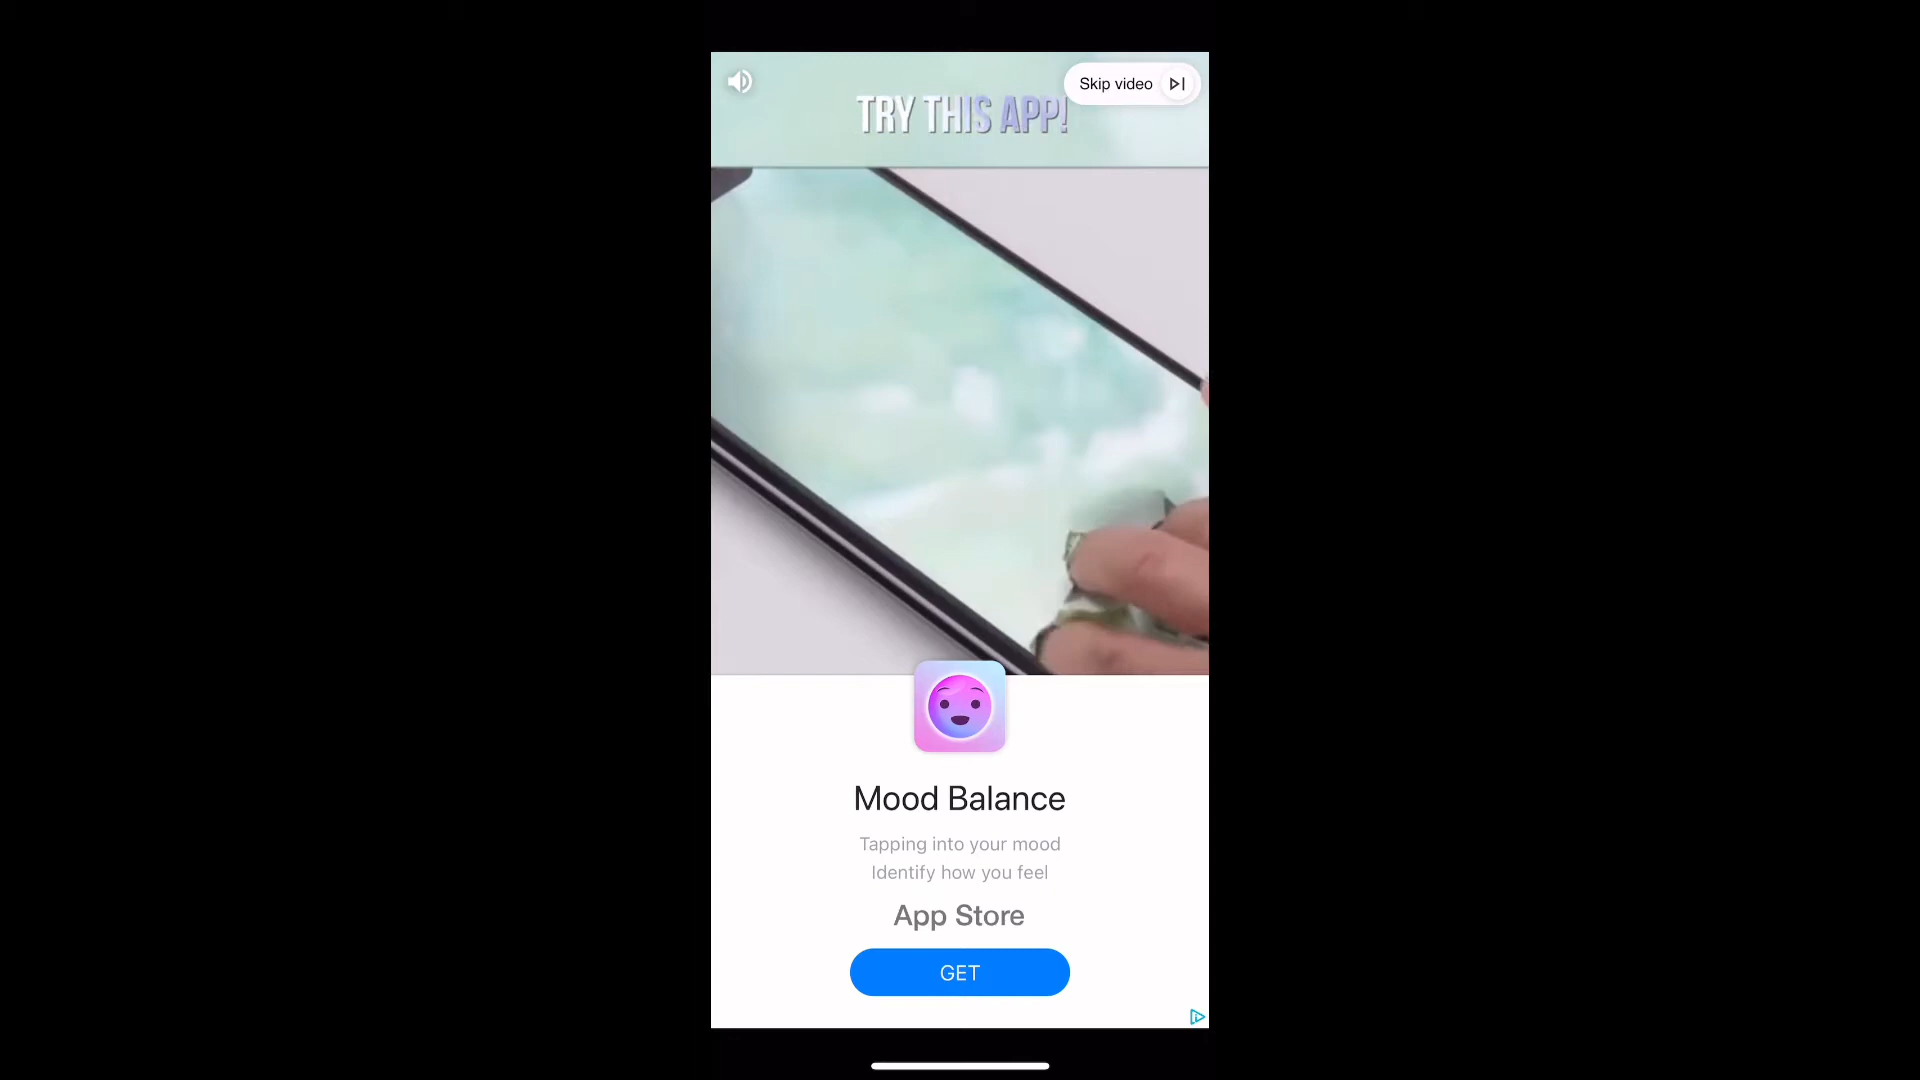 Skip video
TRY THIS APP!
Mood Balance
Tapping into your mood
Identify how you feel
App Store
GET